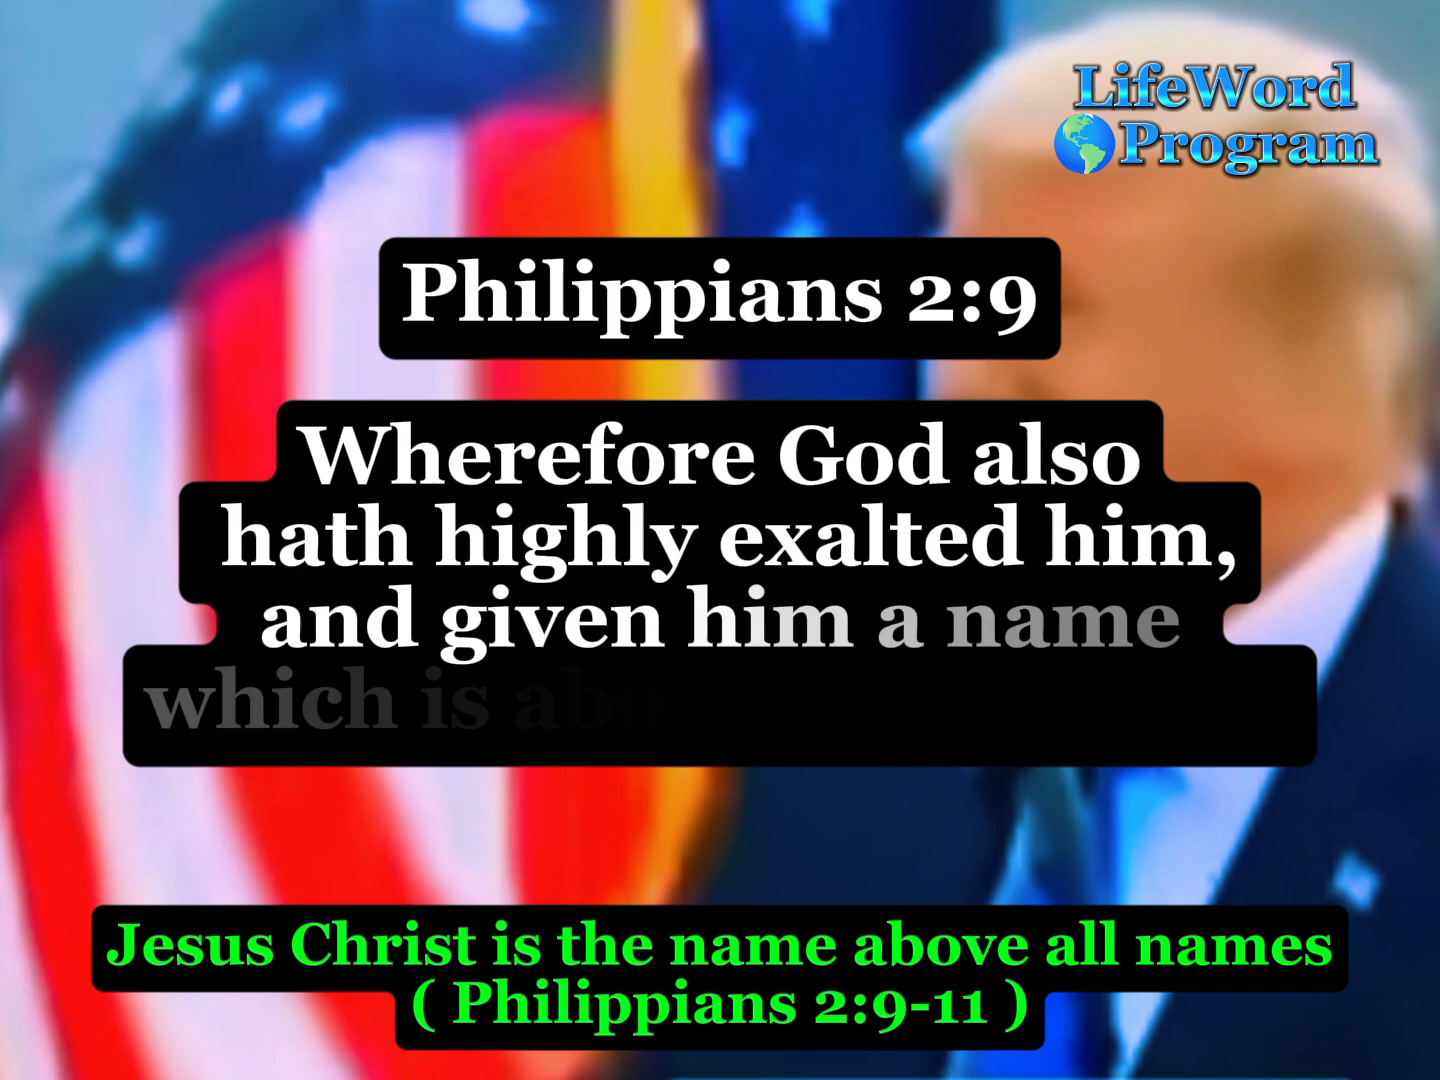 LifeWord
Program
Philippians 2:9
Wherefore God also
hath highly exalted him,
and given him a name
which is abov
Jesus Christ is the name above all names
( Philippians 2:9-11 )